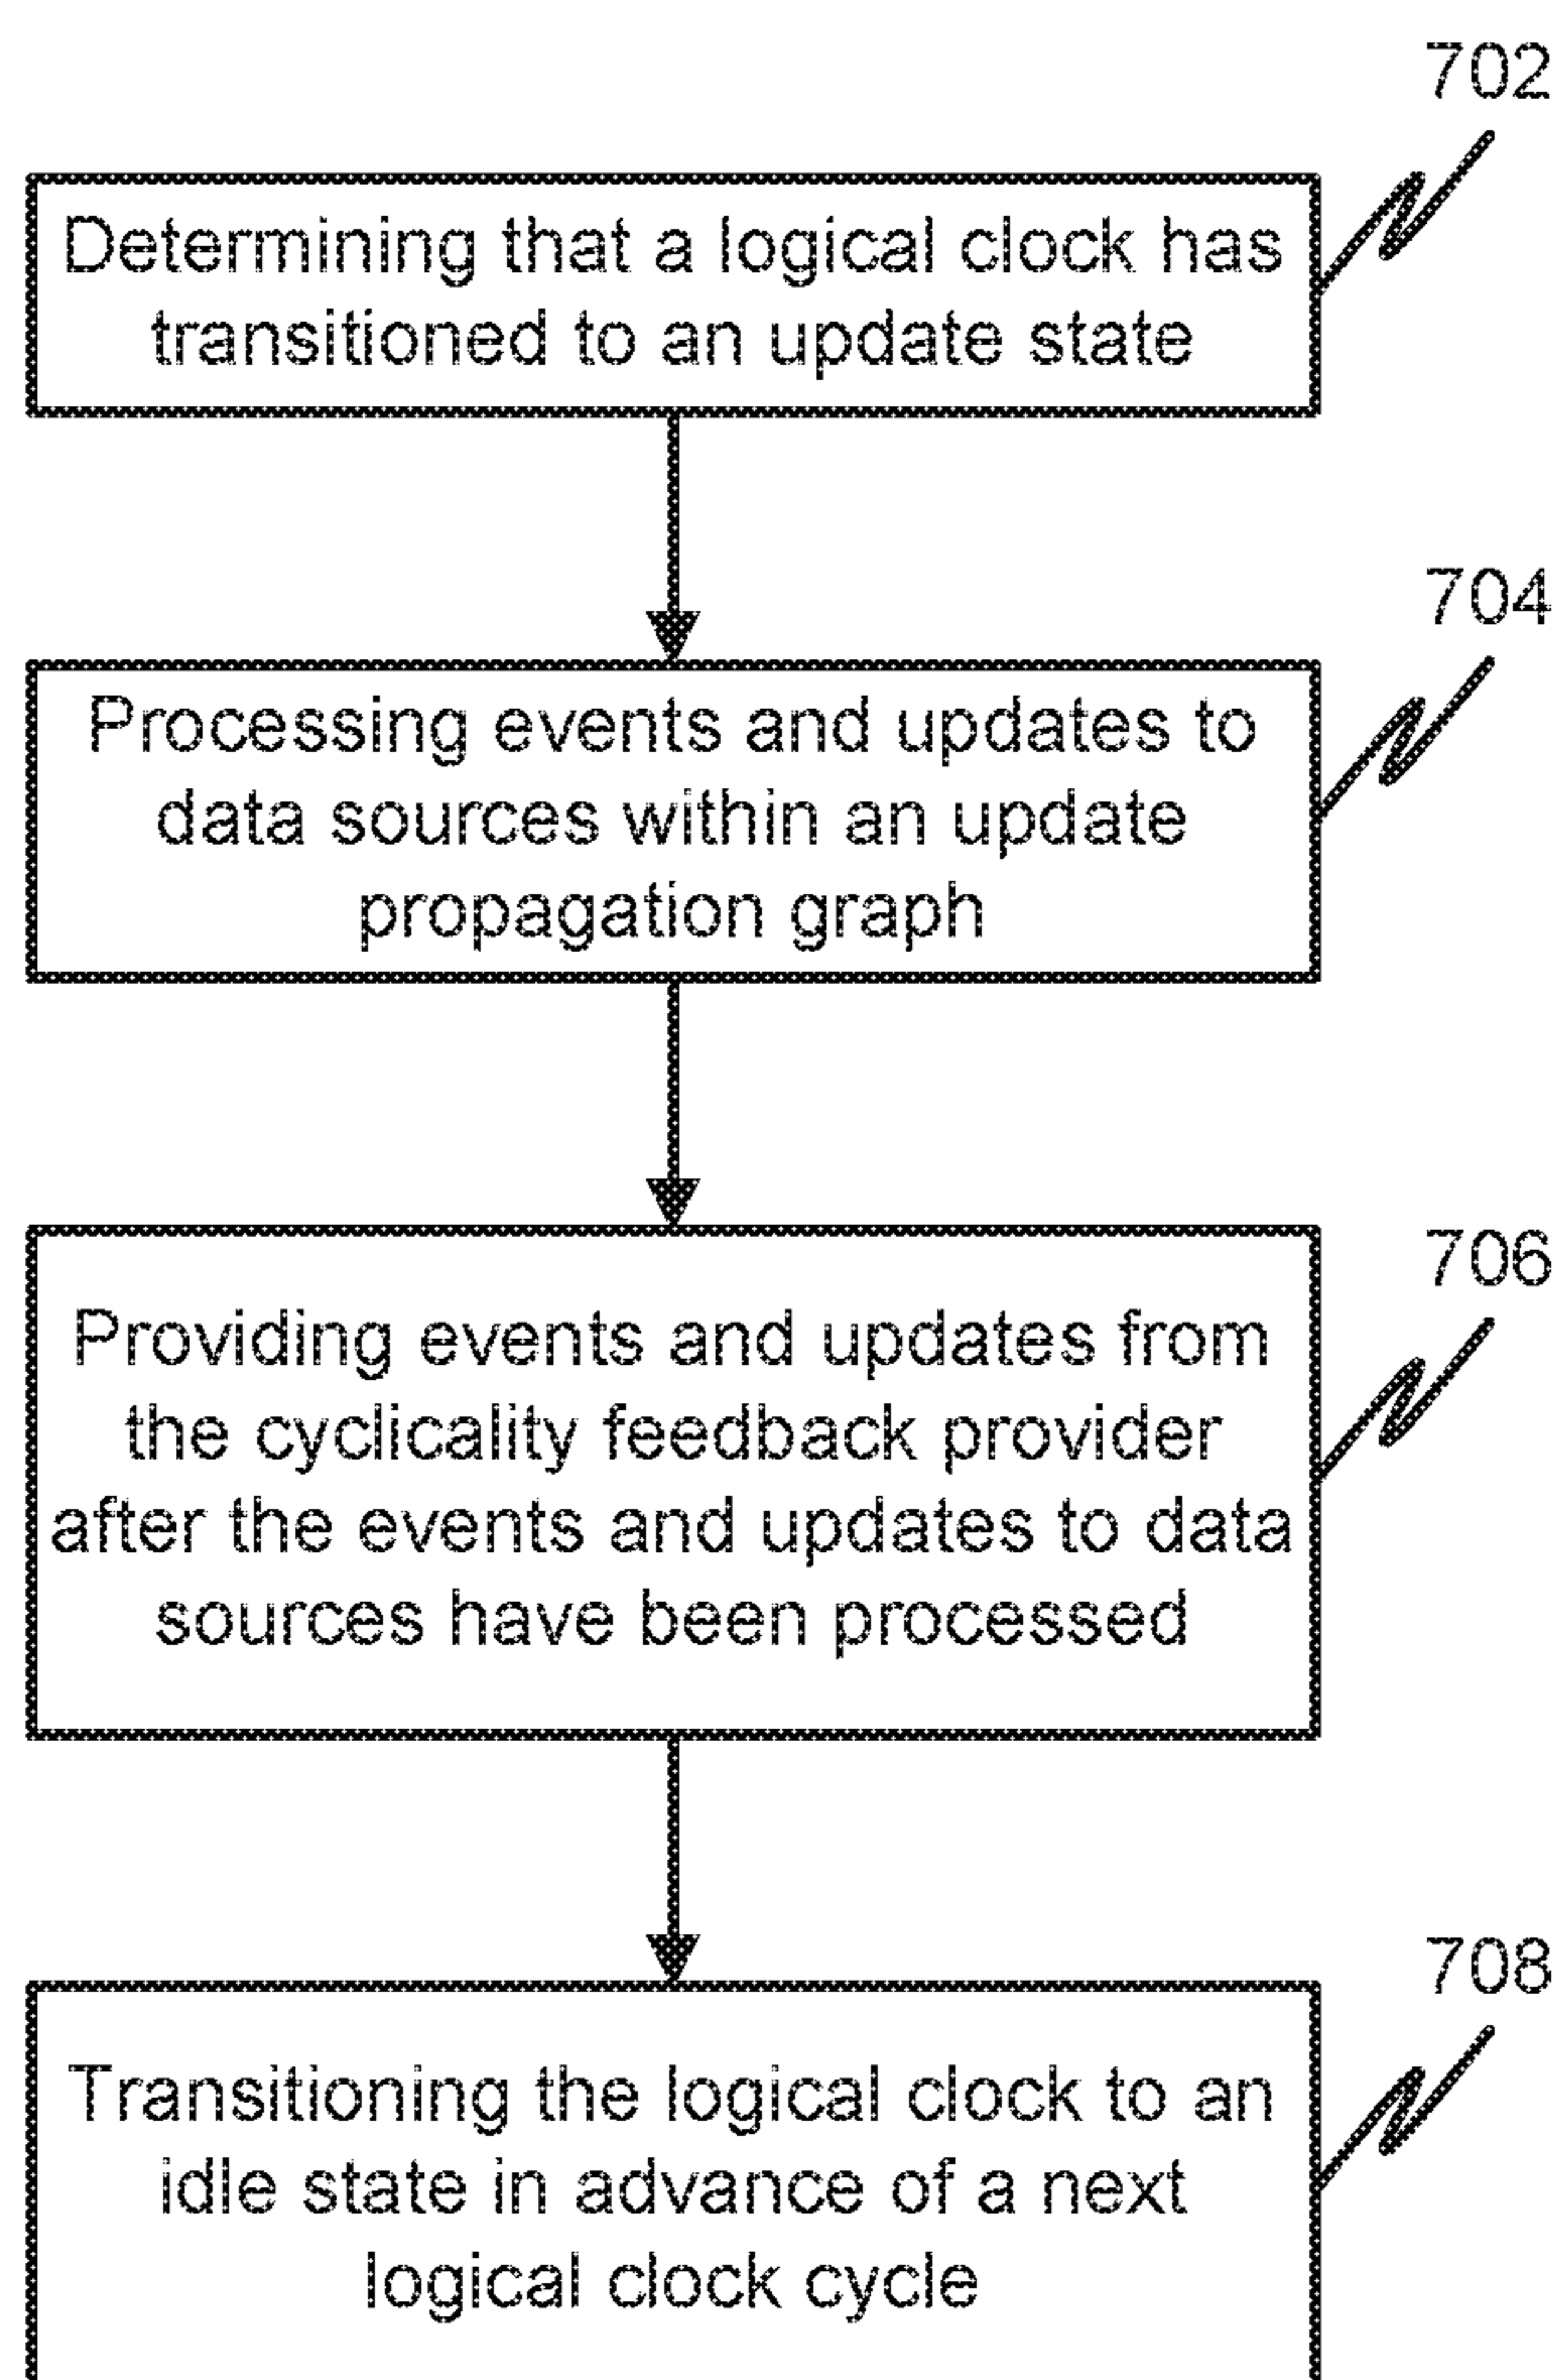 702
Determining that a logical clock has
transitioned to an update state
704
Processing events and updates to
data sources within an update
propagation graph
706
Providing events and updates from
the cyclicality feedback provider
after the events and updates to data
sources have been processed
708
Transitioning the logical clock to an
idle state in advance of a next
logical clock cycle